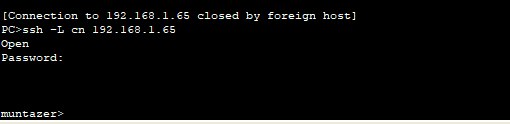 [Connection to 192.168.1.65 closed by foreign host]
PC>ssh -L cn 192.168.1.65
Open
Password:
muntazer>